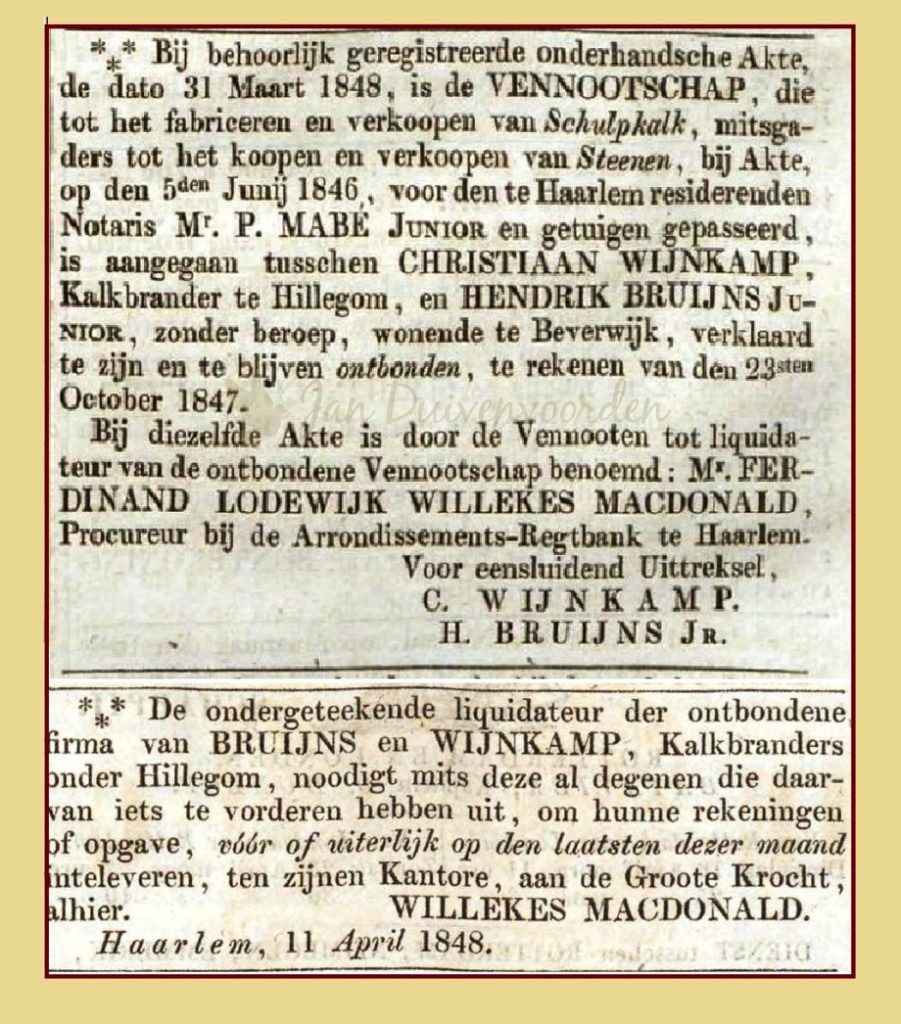 *⁎* Bij behoorlijk geregistreerde onderhandsche Akte,
de dato 31 Maart 1848, is de VENNOOTSCHAP, die
tot het fabriceren en verkoopen van Schulpkalk, mitsga-
ders tot het koopen en verkoopen van Steenen, bij Akte,
op den 5den Junij 1846, voor den te Haarlem residerenden
Notaris Mr. P. MABÉ JUNIOR en getuigen gepasseerd,
is aangegaan tusschen CHRISTIAAN WIJNKAMP,
Kalkbrander te Hillegom, en HENDRIK BRUIJNS JU-
NIOR, zonder beroep, wonende te Beverwijk, verklaard
te zijn en te blijven ontbonden, te rekenen van den 23sten
October 1847.
Jan Duivenvoorden
Bij diezelfde Akte is door de Vennooten tot liquida-
teur van de ontbondene Vennootschap benoemd: Mr. FER-
DINAND LODEWIJK WILLEKES MACDONALD,
Procureur bij de Arrondissements-Regtbank te Haarlem.
Voor eensluidend Uittreksel,
C. WIJNKAMP.
H. BRUIJNS JR.
*⁎* De ondergeteekende liquidateur der ontbondene
firma van BRUIJNS en WIJNKAMP, Kalkbranders
onder Hillegom, noodigt mits deze al degenen die daar-
van iets te vorderen hebben uit, om hunne rekeningen
of opgave, vóór of uiterlijk op den laatsten dezer maand
inteleveren, ten zijnen Kantore, aan de Groote Krocht,
alhier. WILLEKES MACDONALD.
Haarlem, 11 April 1848.